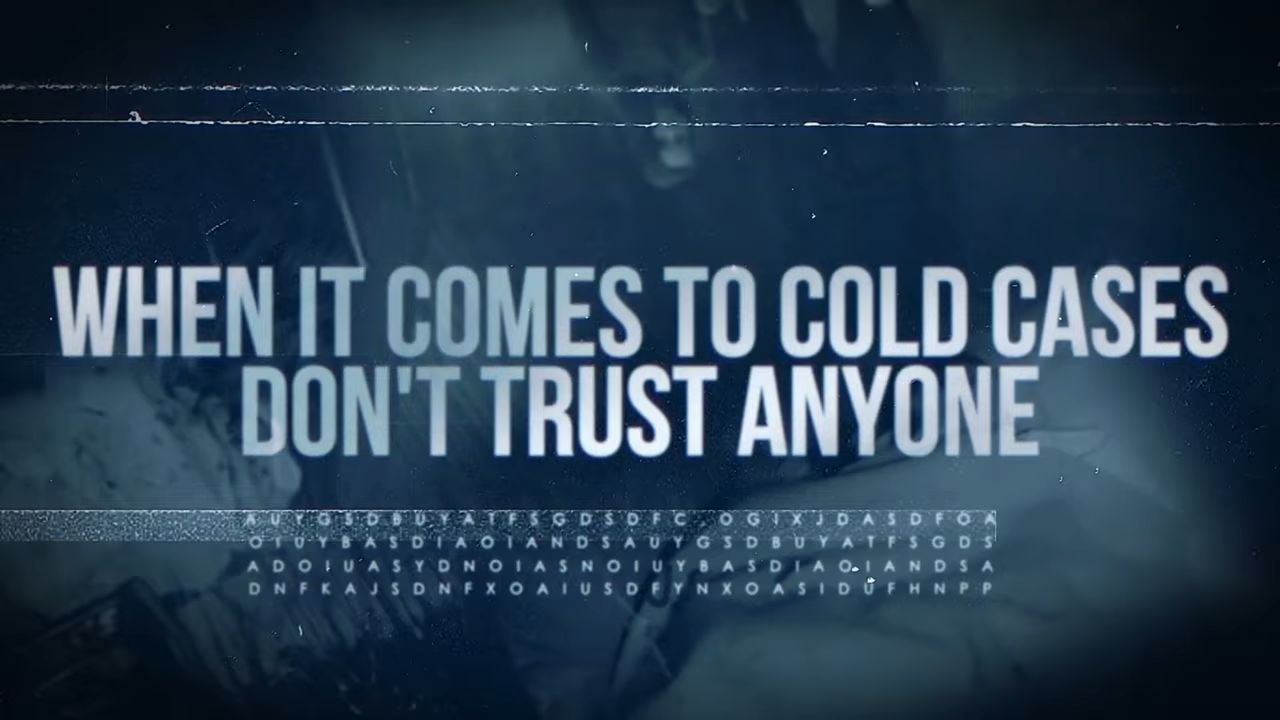 WHEN IT COMES TO COLD CASES
DON'T TRUST ANYONE
A U Y G S D B U Y A T F S G D S D F C O G I X J D A S D F O A
O I U Y B A S D I A O I A N D S A U Y G S D B U Y A T F S G D S
A D O I U A S Y D N O I A S N O I U Y B A S D I A O I A N D S A
D N F K A J S D N F X O A I U S D F Y N X O A S I D U F H N P P